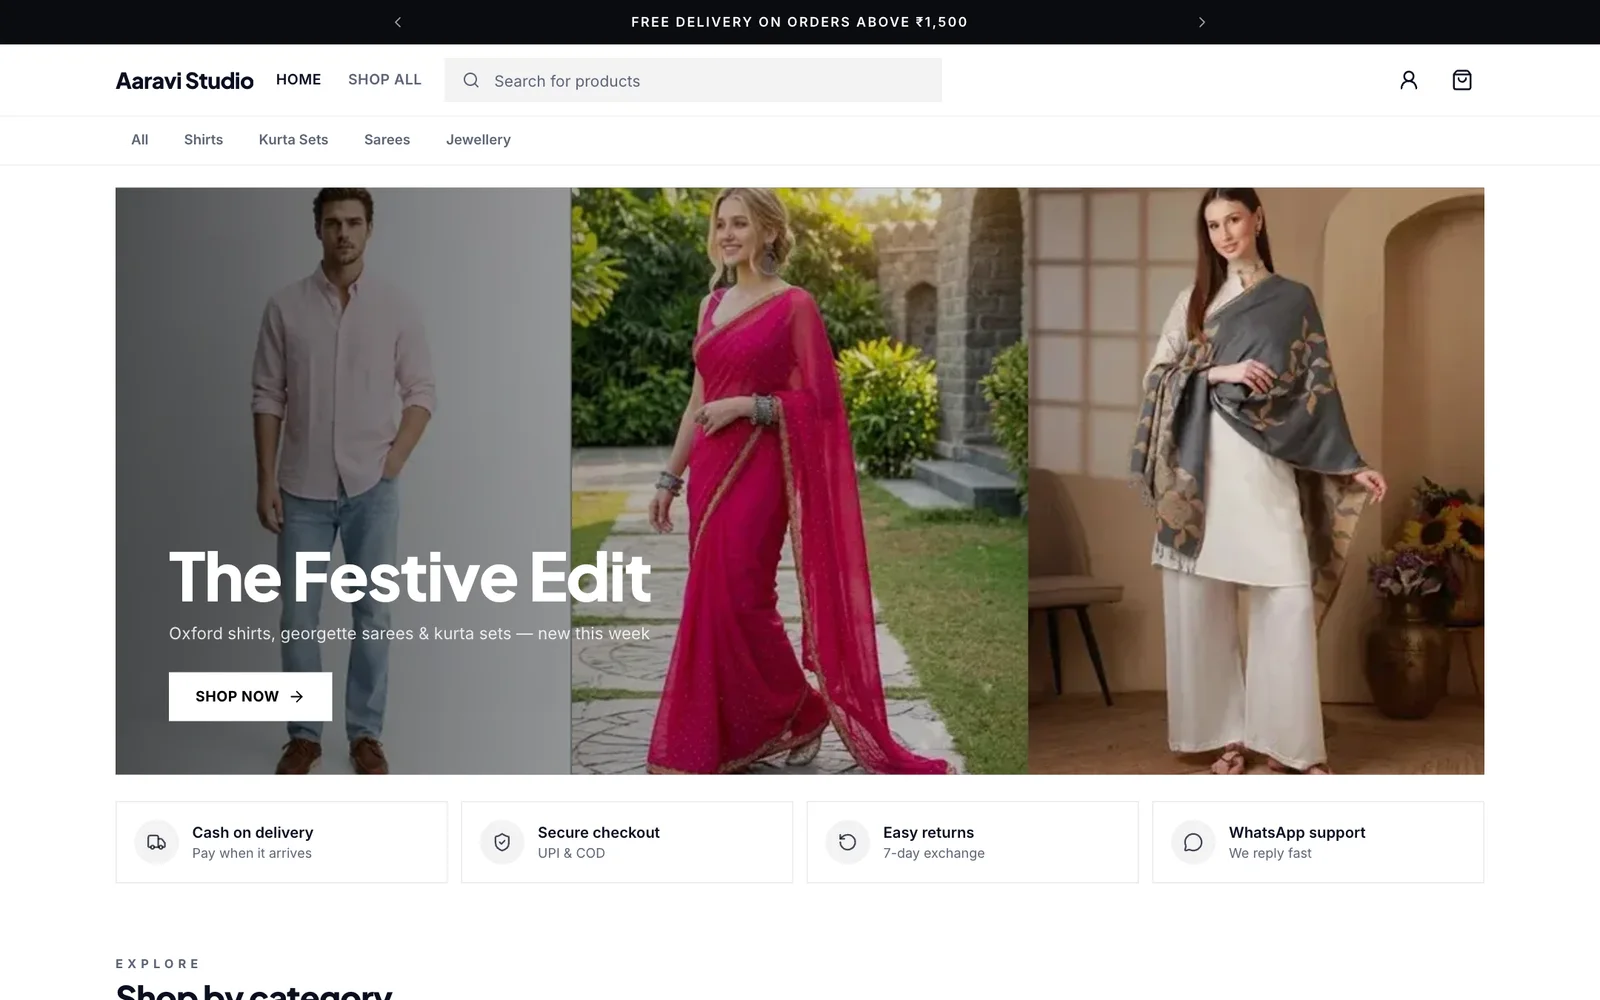 FREE DELIVERY ON ORDERS ABOVE ₹1,500
Aaravi Studio HOME SHOP ALL Search for products
All Shirts Kurta Sets Sarees Jewellery
The Festive Edit
Oxford shirts, georgette sarees & kurta sets — new this week
SHOP NOW →
Cash on delivery
Pay when it arrives
Secure checkout
UPI & COD
Easy returns
7-day exchange
WhatsApp support
We reply fast
EXPLORE
Shop by category